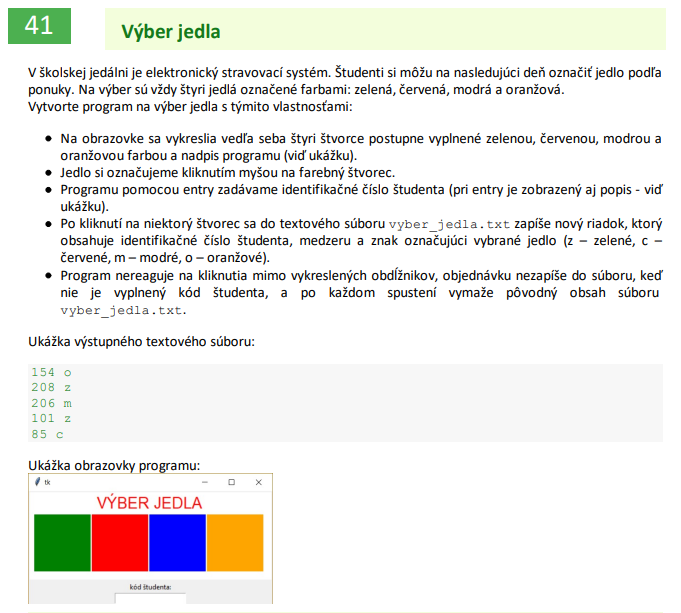 41
Výber jedla
V školskej jedálni je elektronický stravovací systém. Študenti si môžu na nasledujúci deň označiť jedlo podľa
ponuky. Na výber sú vždy štyri jedlá označené farbami: zelená, červená, modrá a oranžová.
Vytvorte program na výber jedla s týmito vlastnosťami:
• Na obrazovke sa vykreslia vedľa seba štyri štvorce postupne vyplnené zelenou, červenou, modrou a
oranžovou farbou a nadpis programu (viď ukážku).
• Jedlo si označujeme kliknutím myšou na farebný štvorec.
• Programu pomocou entry zadávame identifikačné číslo študenta (pri entry je zobrazený aj popis - viď
ukážku).
• Po kliknutí na niektorý štvorec sa do textového súboru vyber_jedla.txt zapíše nový riadok, ktorý
obsahuje identifikačné číslo študenta, medzeru a znak označujúci vybrané jedlo (z – zelené, c –
červené, m – modré, o – oranžové).
• Program nereaguje na kliknutia mimo vykreslených obdĺžnikov, objednávku nezapíše do súboru, keď
nie je vyplnený kód študenta, a po každom spustení vymaže pôvodný obsah súboru
vyber_jedla.txt.
Ukážka výstupného textového súboru:
154 o
208 z
206 m
101 z
85 c
Ukážka obrazovky programu:
tk
VÝBER JEDLA
kód študenta: